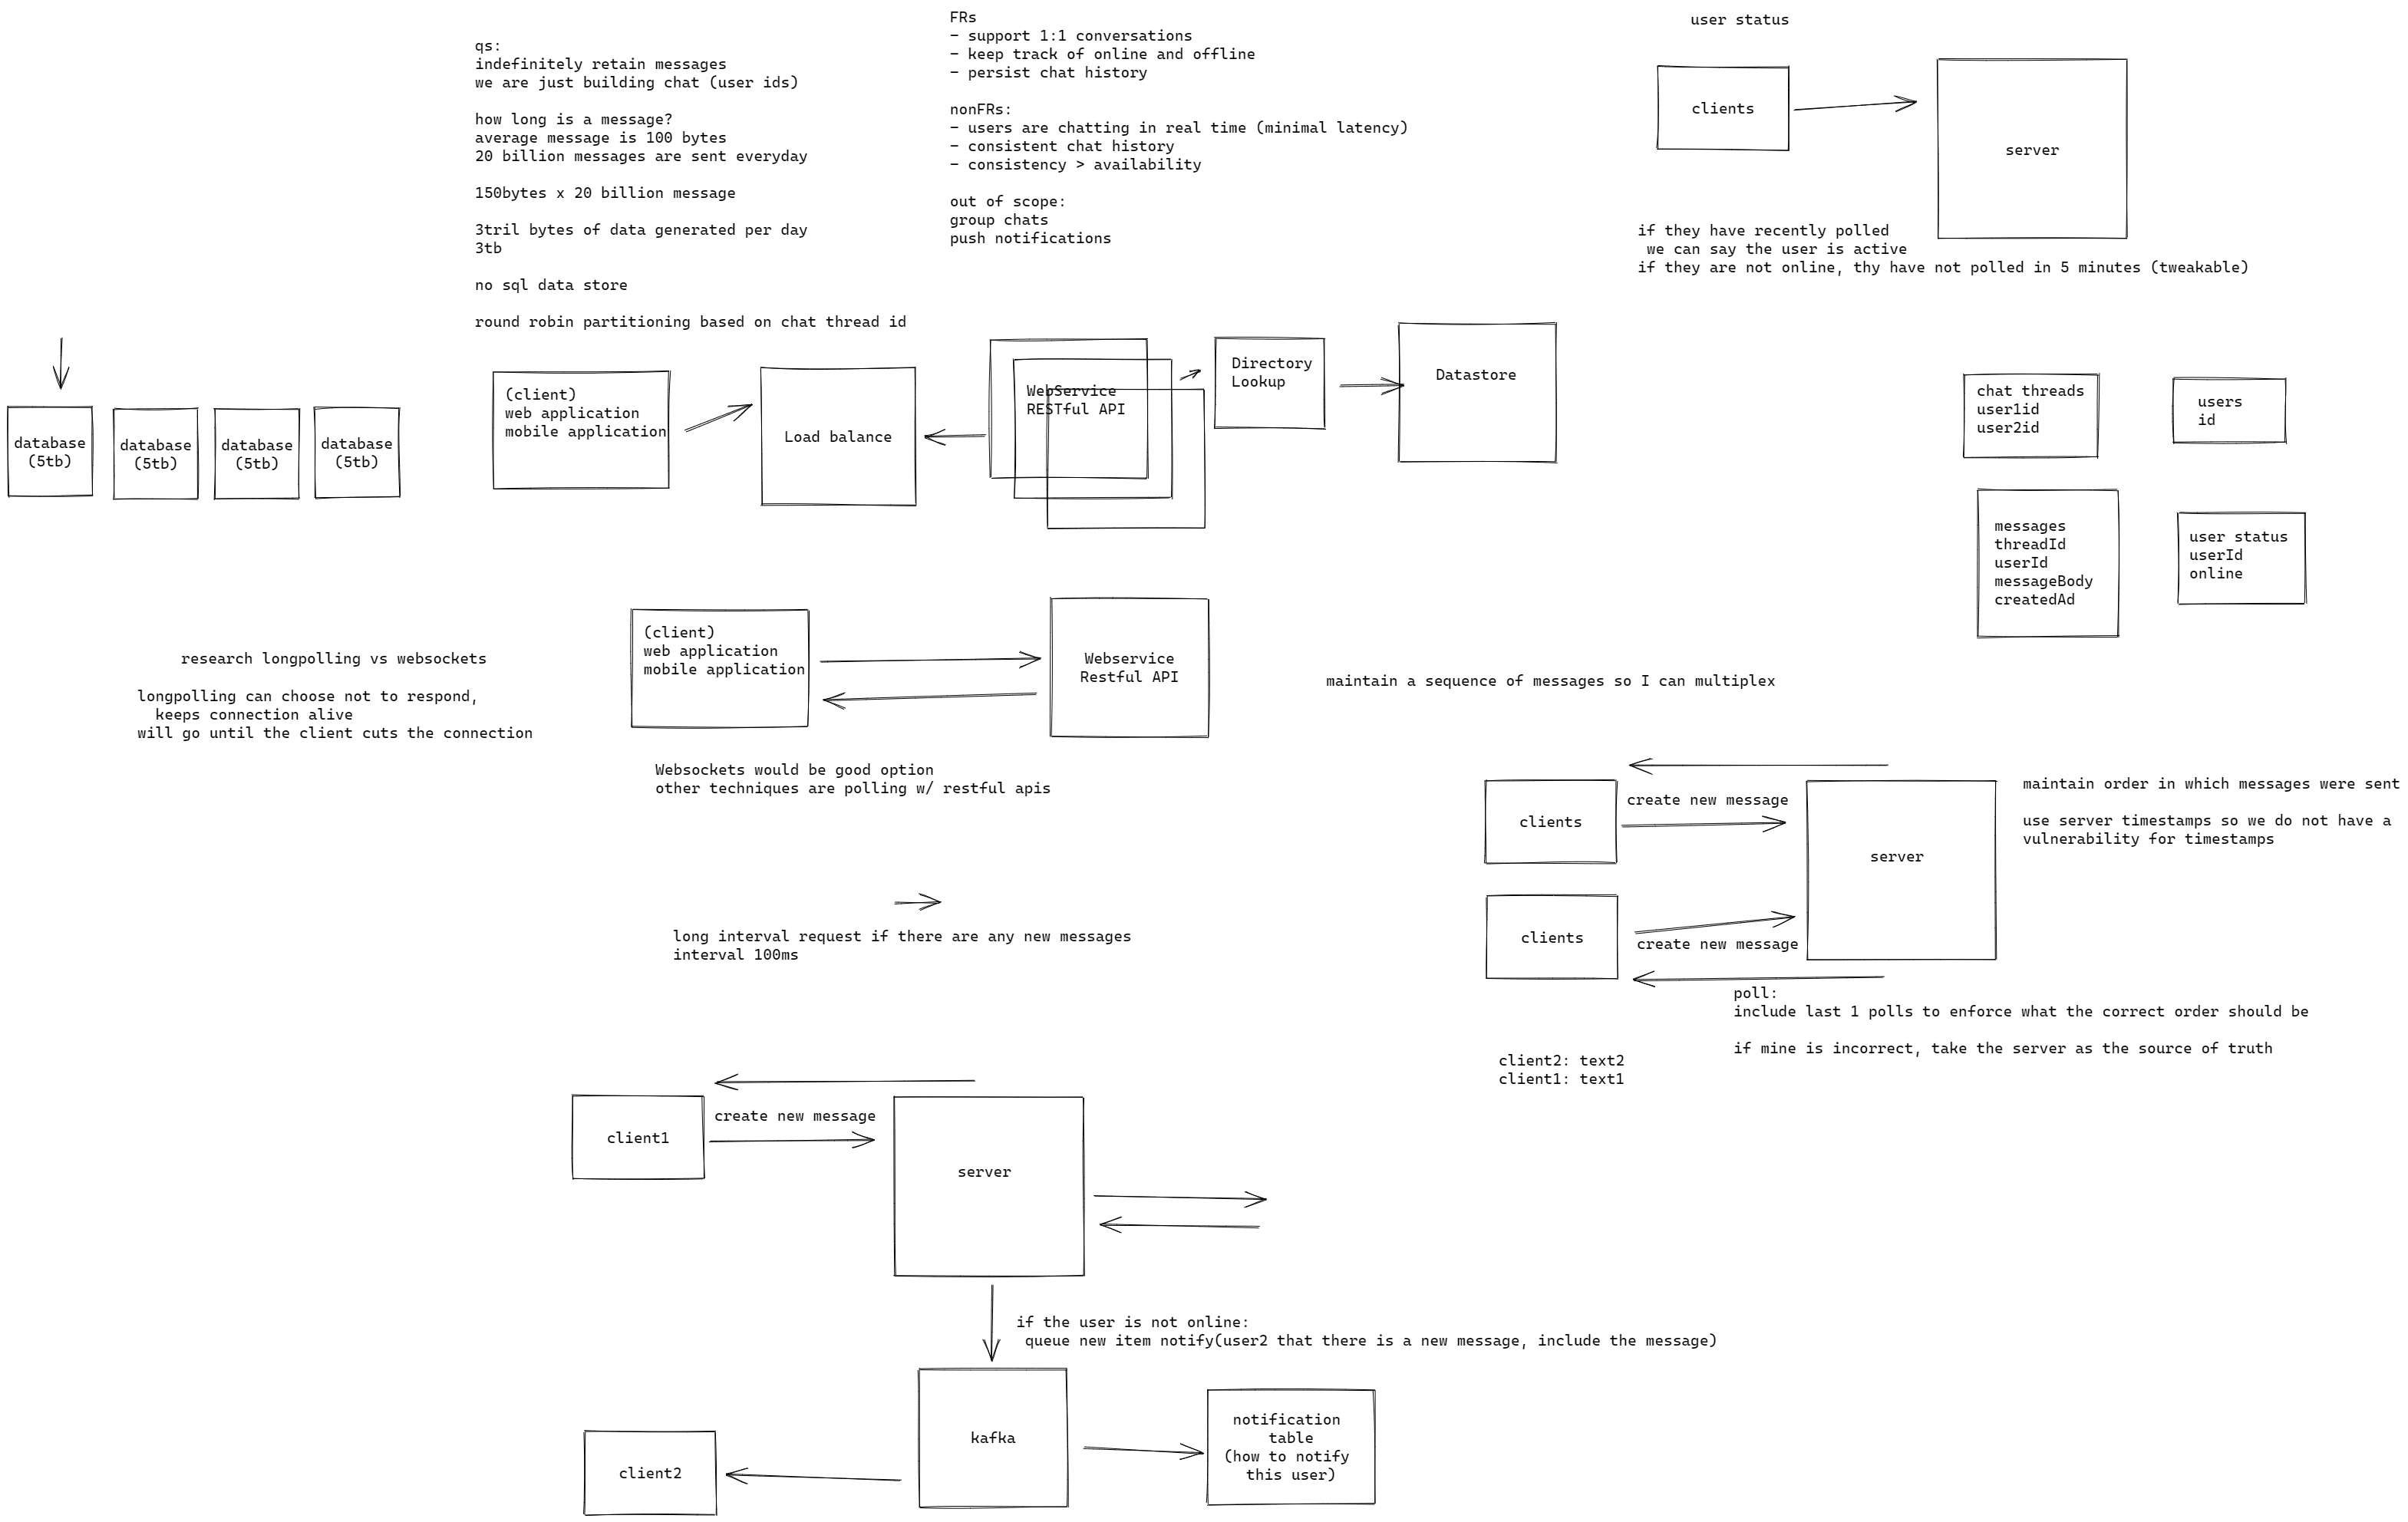 qs:
indefinitely retain messages
we are just building chat (user ids)
how long is a message?
average message is 100 bytes
20 billion messages are sent everyday
150bytes x 20 billion message
3tril bytes of data generated per day
3tb
no sql data store
round robin partitioning based on chat thread id
FRs
- support 1:1 conversations
- keep track of online and offline
- persist chat history
nonFRs:
- users are chatting in real time (minimal latency)
- consistent chat history
- consistency > availability
out of scope:
group chats
push notifications
user status
clients
server
if they have recently polled
we can say the user is active
if they are not online, thy have not polled in 5 minutes (tweakable)
database
(5tb)
database
(5tb)
database
(5tb)
database
(5tb)
(client)
web application
mobile application
Load balance
WebService
RESTful API
Directory
Lookup
Datastore
chat threads
user1id
user2id
users
id
messages
threadId
userId
messageBody
createdAd
user status
userId
online
research longpolling vs websockets
longpolling can choose not to respond,
keeps connection alive
will go until the client cuts the connection
(client)
web application
mobile application
Webservice
Restful API
Websockets would be good option
other techniques are polling w/ restful apis
maintain a sequence of messages so I can multiplex
long interval request if there are any new messages
interval 100ms
clients
create new message
server
clients
create new message
maintain order in which messages were sent
use server timestamps so we do not have a
vulnerability for timestamps
poll:
include last 1 polls to enforce what the correct order should be
if mine is incorrect, take the server as the source of truth
client2: text2
client1: text1
client1
create new message
server
if the user is not online:
queue new item notify(user2 that there is a new message, include the message)
kafka
client2
notification
table
(how to notify
this user)